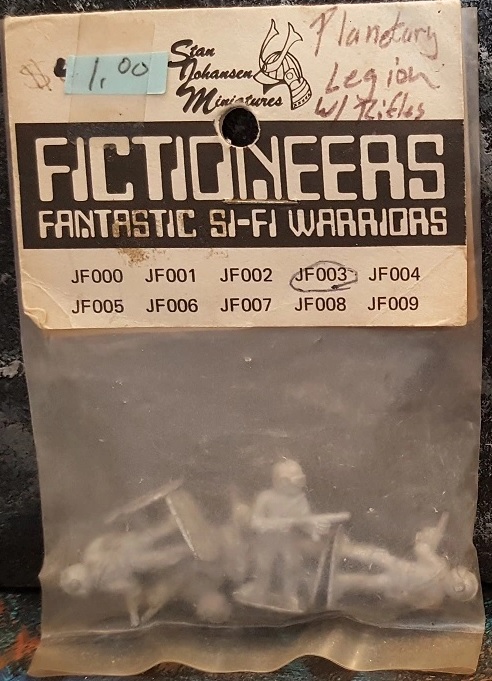 $ 1.00
Stan
Johansen
Miniatures
Planetary
Legion
w/ Rifles
FICTIONEERS
FANTASTIC SI-FI WARRIORS
JF000 JF001 JF002 JF003 JF004
JF005 JF006 JF007 JF008 JF009